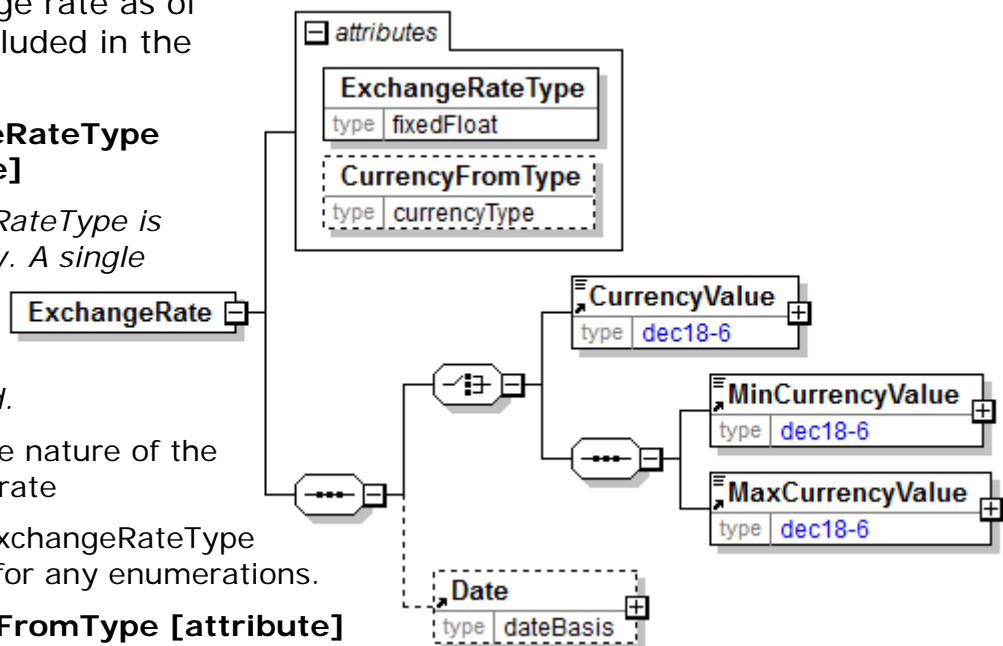 ge rate as of
luded in the
eRateType
e]
RateType is
y. A single
d.
e nature of the
rate
xchangeRateType
for any enumerations.
FromType [attribute]
attributes
ExchangeRateType
type fixedFloat
CurrencyFromType
type currencyType
ExchangeRate
CurrencyValue
type dec18-6
MinCurrencyValue
type dec18-6
MaxCurrencyValue
type dec18-6
Date
type dateBasis